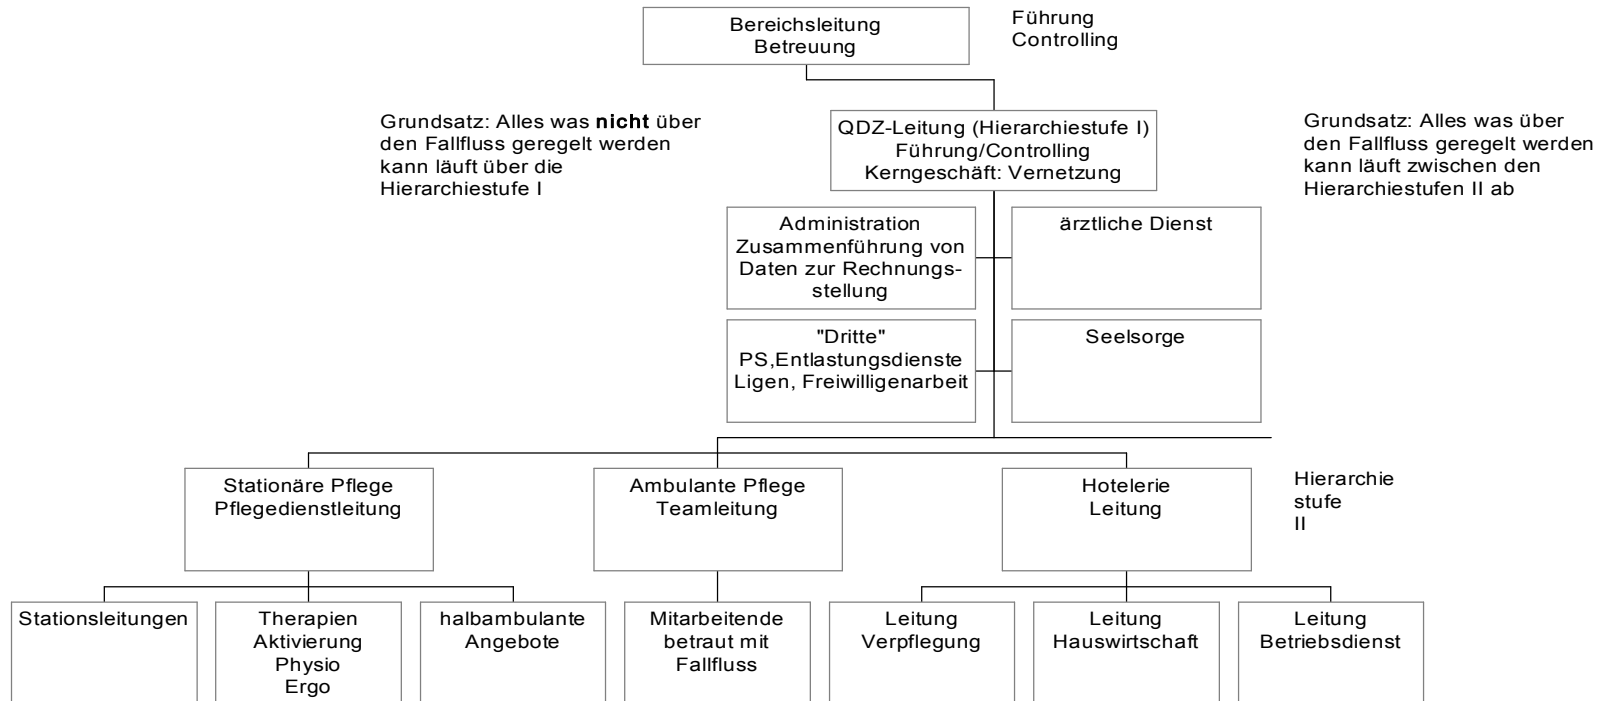 Bereichsleitung
Betreuung
Führung
Controlling
Grundsatz: Alles was nicht über
den Fallfluss geregelt werden
kann läuft über die
Hierarchiestufe I
QDZ-Leitung (Hierarchiestufe I)
Führung/Controlling
Kerngeschäft: Vernetzung
Grundsatz: Alles was über
den Fallfluss geregelt werden
kann läuft zwischen den
Hierarchiestufen II ab
Administration
Zusammenführung von
Daten zur Rechnungs-
stellung
ärztliche Dienst
"Dritte"
PS,Entlastungsdienste
Ligen, Freiwilligenarbeit
Seelsorge
Stationäre Pflege
Pflegedienstleitung
Ambulante Pflege
Teamleitung
Hotelerie
Leitung
Hierarchie
stufe
II
Stationsleitungen
Therapien
Aktivierung
Physio
Ergo
halbambulante
Angebote
Mitarbeitende
betraut mit
Fallfluss
Leitung
Verpflegung
Leitung
Hauswirtschaft
Leitung
Betriebsdienst